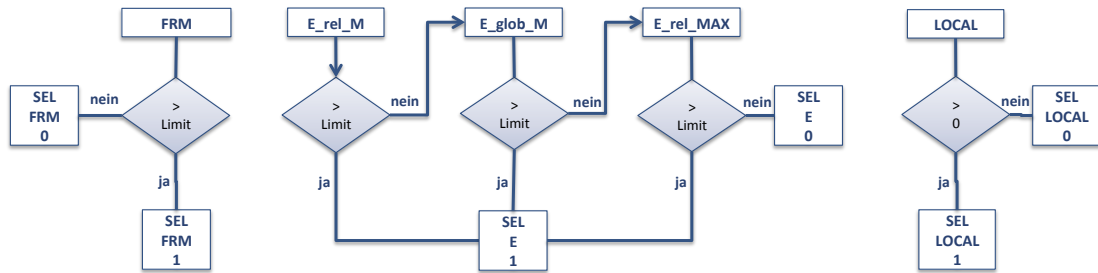 FRM
E_rel_M
E_glob_M
E_rel_MAX
LOCAL
>
Limit
nein
SEL
FRM
0
ja
SEL
FRM
1
>
Limit
nein
>
Limit
nein
>
Limit
nein
SEL
E
0
ja
ja
ja
SEL
E
1
>
0
nein
SEL
LOCAL
0
ja
SEL
LOCAL
1